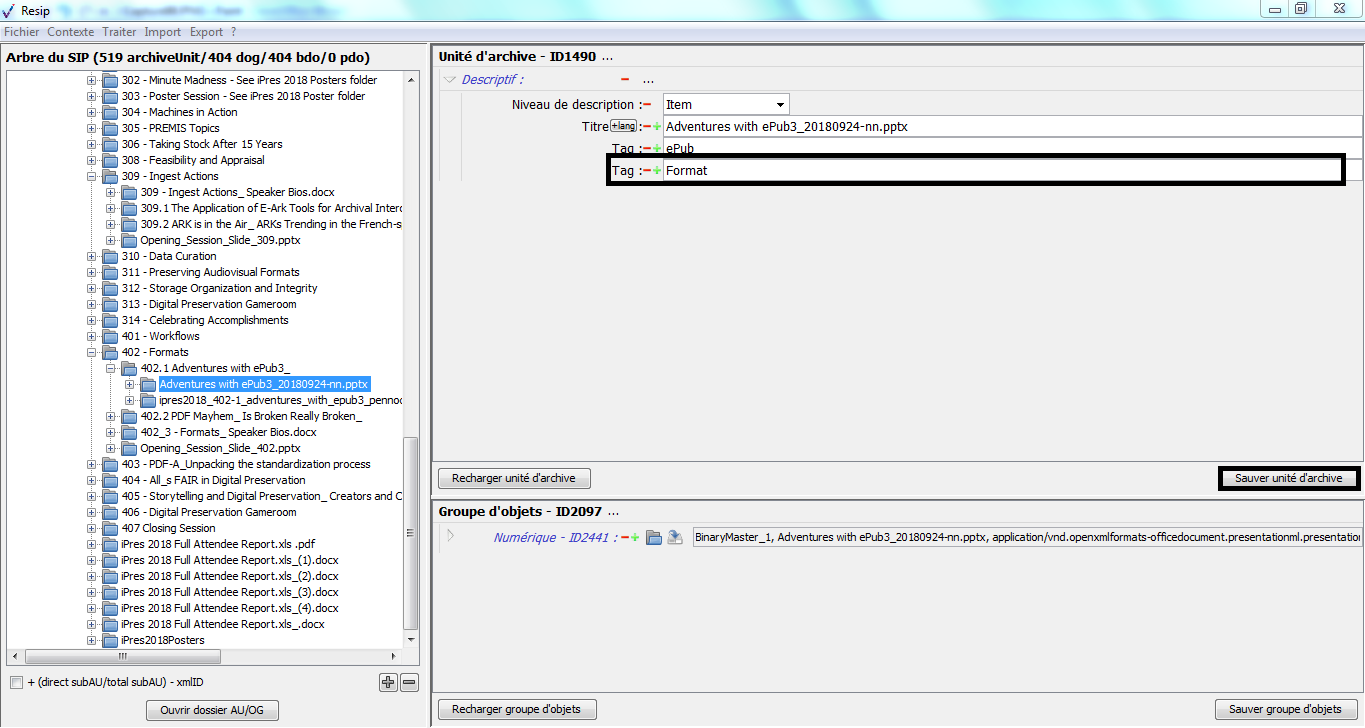 Resip
Fichier Contexte Traiter Import Export ?
Arbre du SIP (519 archiveUnit/404 dog/404 bdo/0 pdo)
302 - Minute Madness - See iPres 2018 Posters folder
303 - Poster Session - See iPres 2018 Poster folder
304 - Machines in Action
305 - PREMIS Topics
306 - Taking Stock After 15 Years
308 - Feasibility and Appraisal
309 - Ingest Actions
309 - Ingest Actions_ Speaker Bios.docx
309.1 The Application of E-Ark Tools for Archival Interc
309.2 ARK is in the Air_ ARKs Trending in the French-s
Opening_Session_Slide_309.pptx
310 - Data Curation
311 - Preserving Audiovisual Formats
312 - Storage Organization and Integrity
313 - Digital Preservation Gameroom
314 - Celebrating Accomplishments
401 - Workflows
402 - Formats
402.1 Adventures with ePub3_
Adventures with ePub3_20180924-nn.pptx
ipres2018_402-1_adventures_with_epub3_pennoc
402.2 PDF Mayhem_ Is Broken Really Broken_
402_3 - Formats_ Speaker Bios.docx
Opening_Session_Slide_402.pptx
403 - PDF-A_Unpacking the standardization process
404 - All_s FAIR in Digital Preservation
405 - Storytelling and Digital Preservation_ Creators and C
406 - Digital Preservation Gameroom
407 Closing Session
iPres 2018 Full Attendee Report.xls .pdf
iPres 2018 Full Attendee Report.xls_(1).docx
iPres 2018 Full Attendee Report.xls_(2).docx
iPres 2018 Full Attendee Report.xls_(3).docx
iPres 2018 Full Attendee Report.xls_(4).docx
iPres 2018 Full Attendee Report.xls_.docx
iPres2018Posters
+ (direct subAU/total subAU) - xmlID
Ouvrir dossier AU/OG
Unité d'archive - ID1490 ...
Descriptif : − ...
Niveau de description :− Item
Titre +lang :−+ Adventures with ePub3_20180924-nn.pptx
Tag :−+ ePub
Tag :−+ Format
Recharger unité d'archive Sauver unité d'archive
Groupe d'objets - ID2097 ...
Numérique - ID2441 : −+ BinaryMaster_1, Adventures with ePub3_20180924-nn.pptx, application/vnd.openxmlformats-officedocument.presentationml.presentation
Recharger groupe d'objets Sauver groupe d'objets